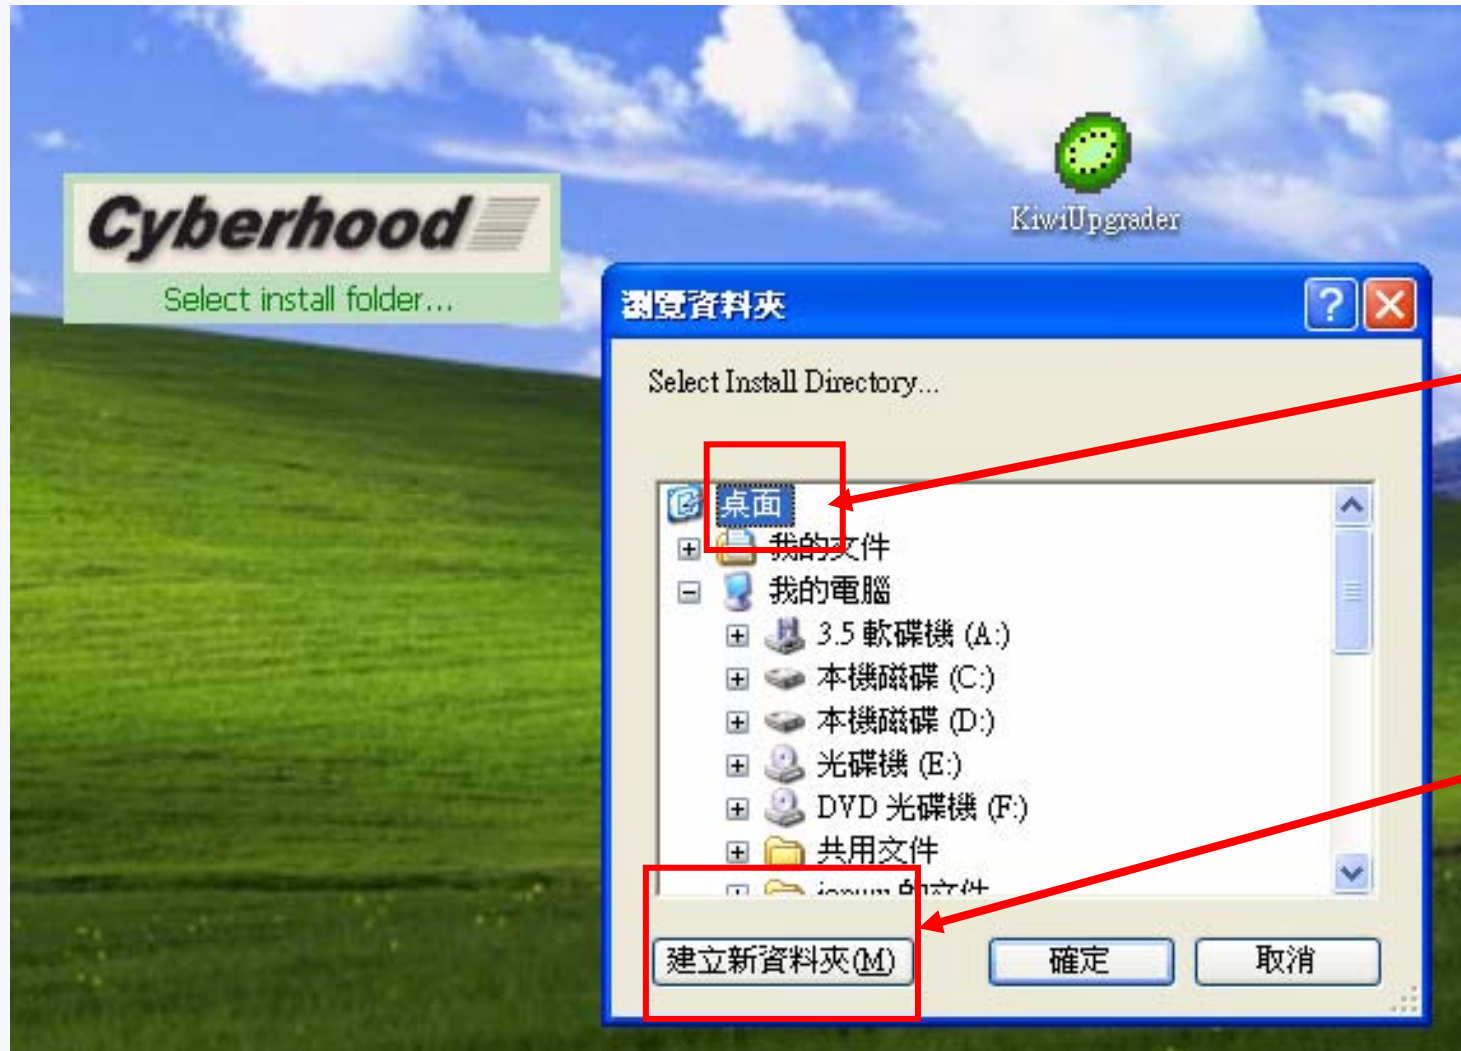 Cyberhood
Select install folder...
KiwiUpgrader
瀏覽資料夾
Select Install Directory...
桌面
我的文件
我的電腦
3.5 軟碟機 (A:)
本機磁碟 (C:)
本機磁碟 (D:)
光碟機 (E:)
DVD 光碟機 (F:)
共用文件
的文件
建立新資料夾(M)
確定
取消